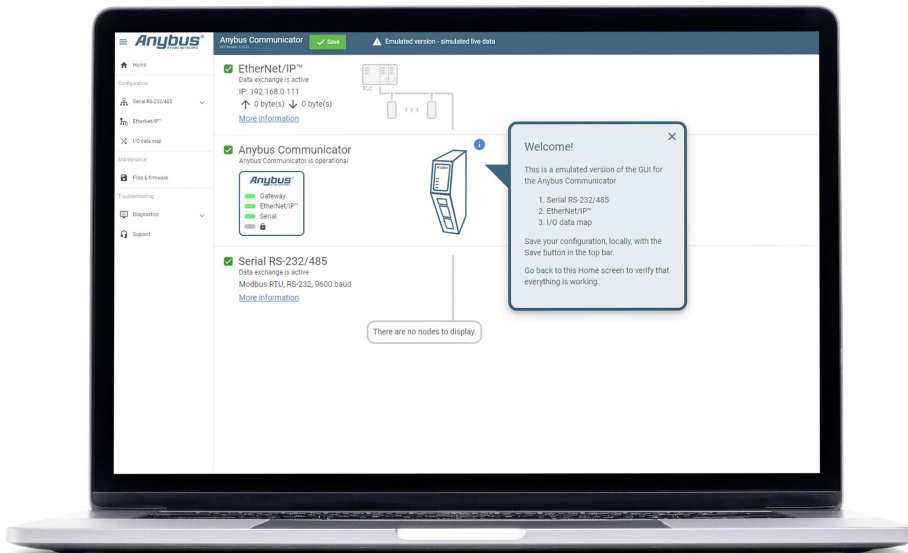 Anybus®
BY HMS NETWORKS
Anybus Communicator
Save
Emulated version - simulated live data
Home
Configuration
Serial RS-232/485
EtherNet/IP™
I/O data map
Maintenance
Files & firmware
Troubleshooting
Diagnostics
Support
EtherNet/IP™
Data exchange is active
IP: 192.168.0.111
0 byte(s) 0 byte(s)
More information
PLC
Anybus Communicator
Anybus Communicator is operational
Anybus®
Gateway
EtherNet/IP™
Serial
Anybus
Serial RS-232/485
Data exchange is active
Modbus RTU, RS-232, 9600 baud
More information
There are no nodes to display.
Welcome!
This is a emulated version of the GUI for
the Anybus Communicator
1. Serial RS-232/485
2. EtherNet/IP™
3. I/O data map
Save your configuration, locally, with the
Save button in the top bar.
Go back to this Home screen to verify that
everything is working.